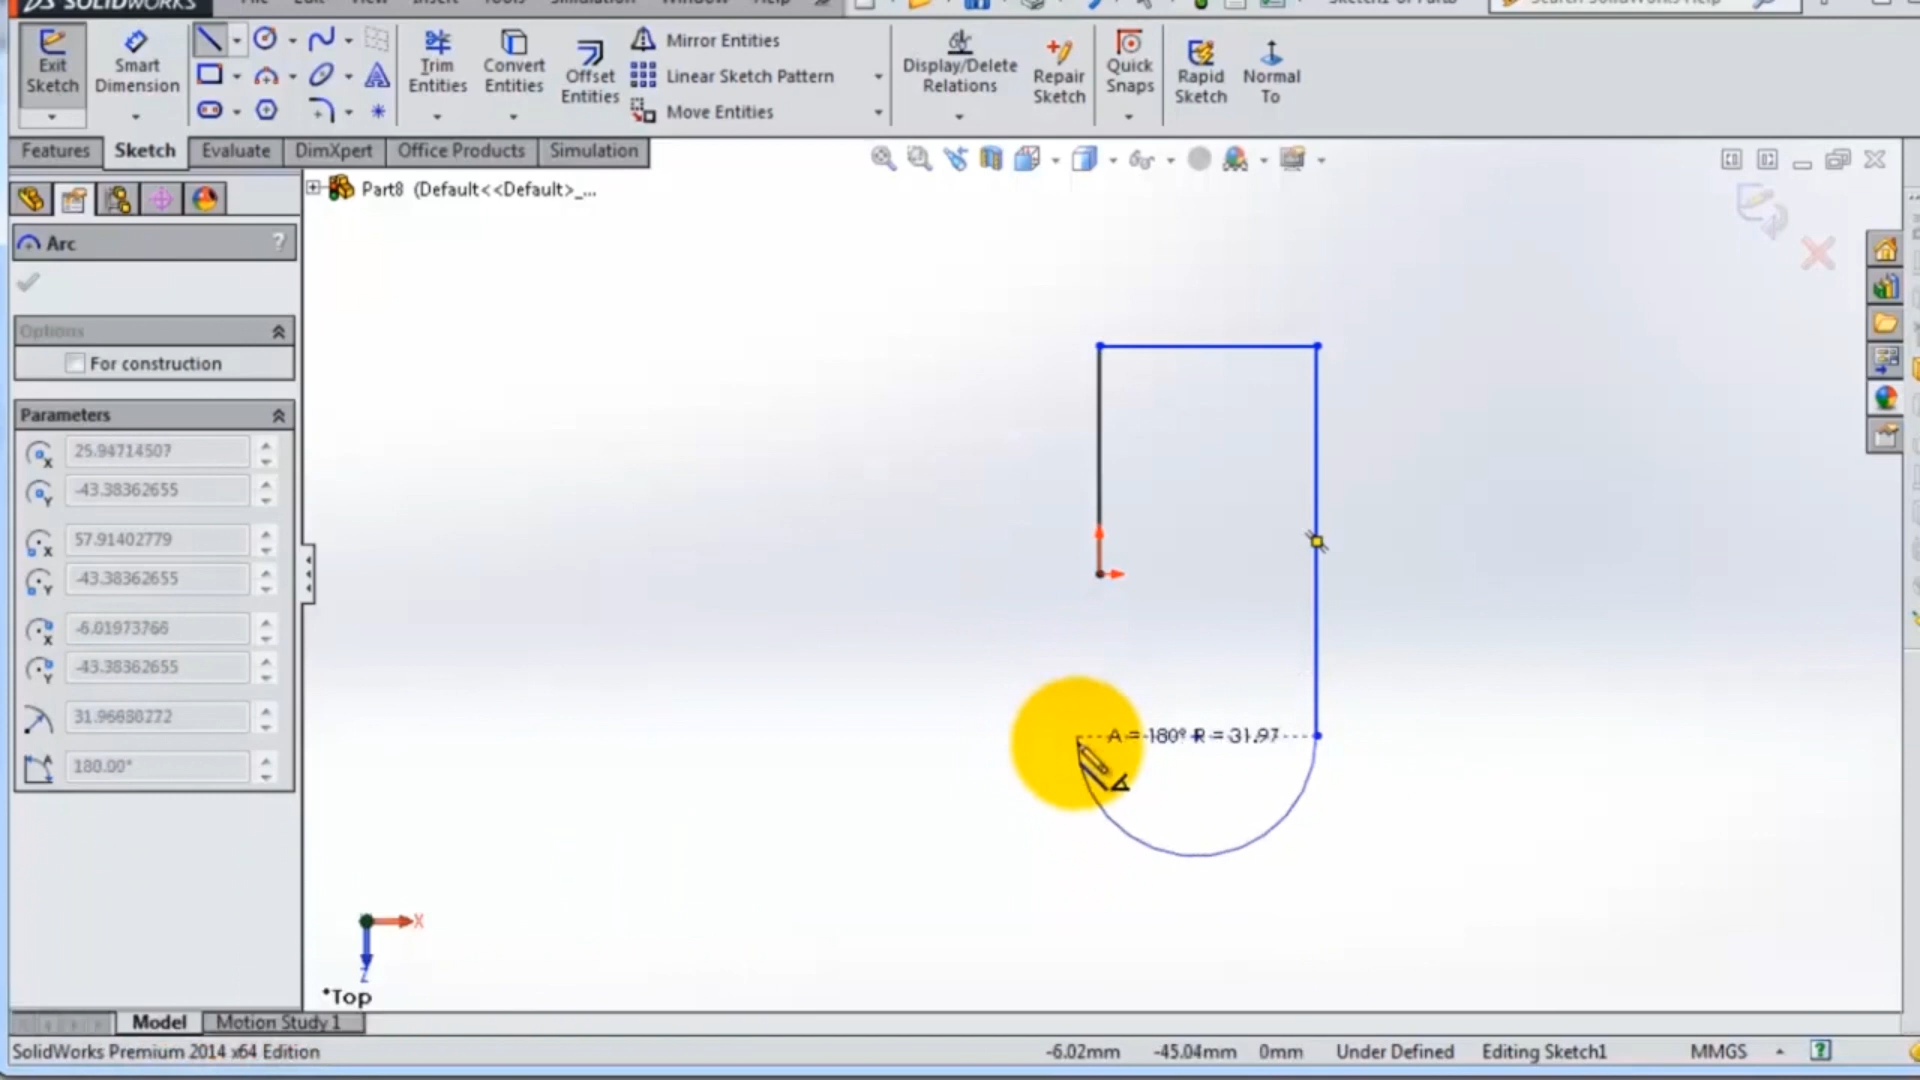 SOLIDWORKS
Exit Sketch
Smart Dimension
Trim Entities
Convert Entities
Offset Entities
Mirror Entities
Linear Sketch Pattern
Move Entities
Display/Delete Relations
Repair Sketch
Quick Snaps
Rapid Sketch
Normal To
Features
Sketch
Evaluate
DimXpert
Office Products
Simulation
Part8 (Default<<Default>_...
Arc
?
Options
For construction
Parameters
25.94714507
-43.38362655
57.91402779
-43.38362655
-6.01973766
-43.38362655
31.96688272
180.00°
A = 180° R = 31.97
X
Z
*Top
Model
Motion Study 1
SolidWorks Premium 2014 x64 Edition
-6.02mm
-45.04mm
0mm
Under Defined
Editing Sketch1
MMGS
?